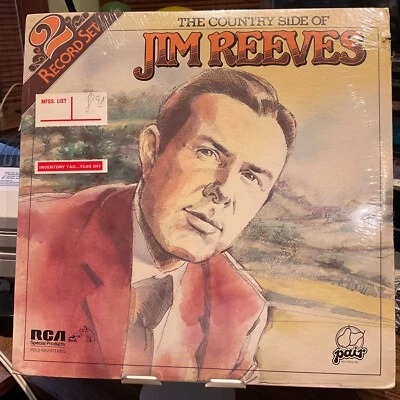 2
RECORD SET
THE COUNTRY SIDE OF
JIM REEVES
MFGS. LIST
INVENTORY TAG...TEAR OFF
RCA
Special Products
pair